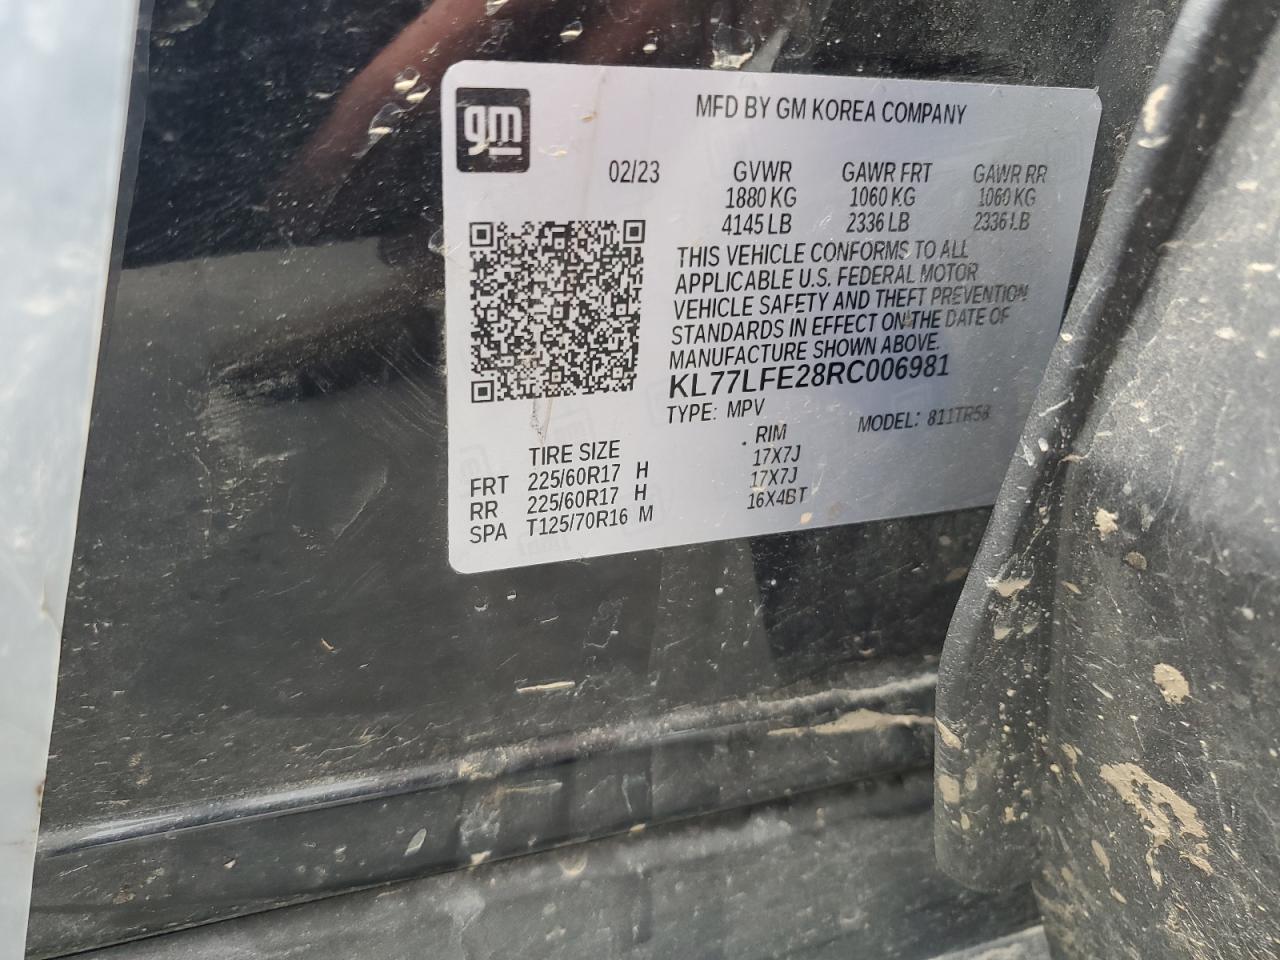 gm
MFD BY GM KOREA COMPANY
02/23 GVWR GAWR FRT GAWR RR
1880 KG 1060 KG 1060 KG
4145 LB 2336 LB 2336 LB
THIS VEHICLE CONFORMS TO ALL
APPLICABLE U.S. FEDERAL MOTOR
VEHICLE SAFETY AND THEFT PREVENTION
STANDARDS IN EFFECT ON THE DATE OF
MANUFACTURE SHOWN ABOVE.
KL77LFE28RC006981
TYPE: MPV MODEL: 811TR58
TIRE SIZE RIM
FRT 225/60R17 H 17X7J
RR 225/60R17 H 17X7J
SPA T125/70R16 M 16X4BT